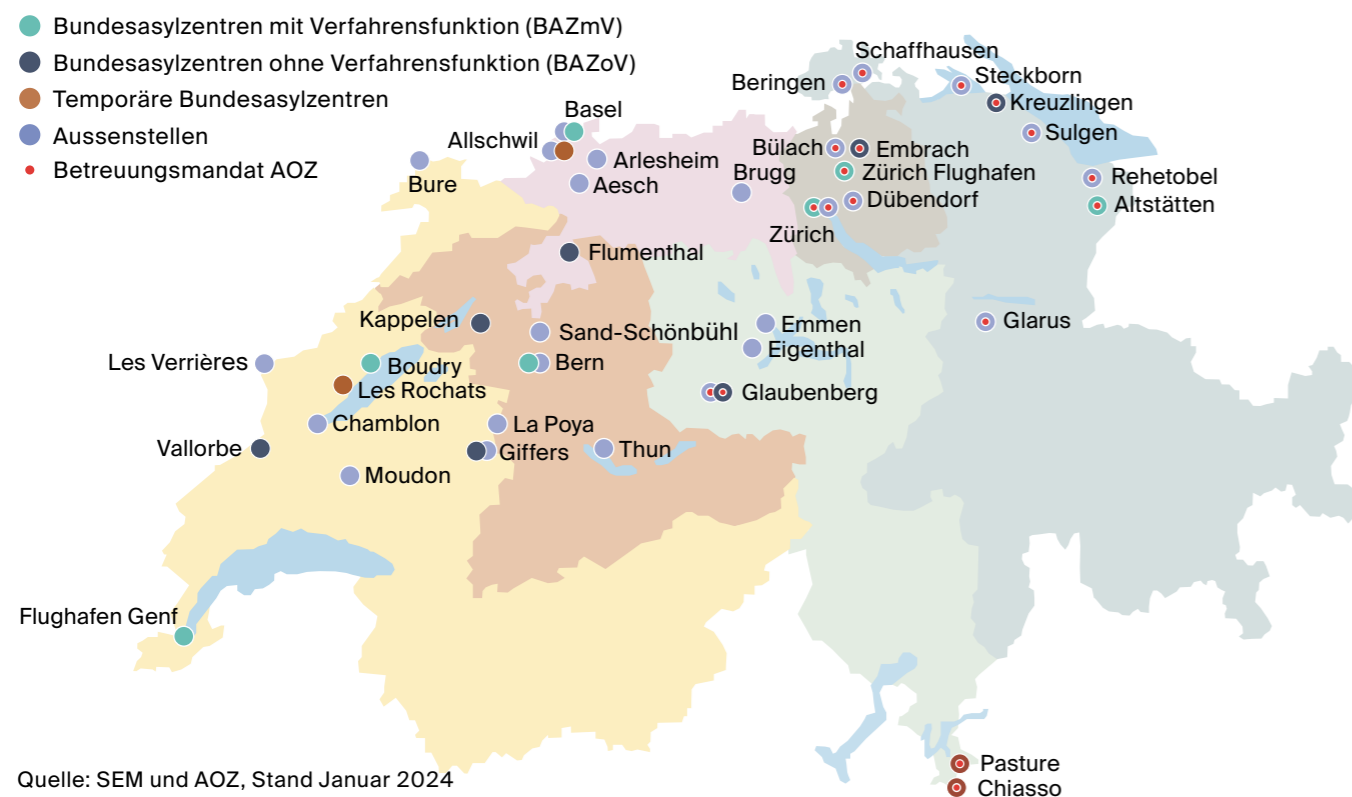 Bundesasylzentren mit Verfahrensfunktion (BAZmV)
Bundesasylzentren ohne Verfahrensfunktion (BAZoV)
Temporäre Bundesasylzentren
Aussenstellen
Betreuungsmandat AOZ
Schaffhausen
Beringen
Steckborn
Kreuzlingen
Basel
Allschwil
Sulgen
Bülach
Embrach
Arlesheim
Bure
Aesch
Brugg
Zürich Flughafen
Rehetobel
Dübendorf
Altstätten
Zürich
Flumenthal
Kappelen
Sand-Schönbühl
Emmen
Glarus
Eigenthal
Les Verrières
Boudry
Bern
Les Rochats
Glaubenberg
Chamblon
La Poya
Vallorbe
Giffers
Thun
Moudon
Flughafen Genf
Pasture
Chiasso
Quelle: SEM und AOZ, Stand Januar 2024